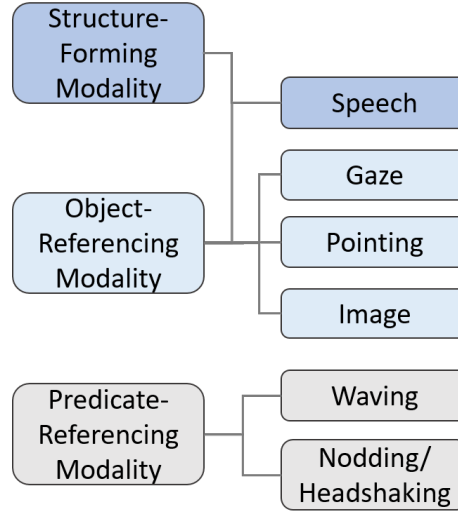 Structure-
Forming
Modality
Speech
Gaze
Object-
Referencing
Modality
Pointing
Image
Predicate-
Referencing
Modality
Waving
Nodding/
Headshaking